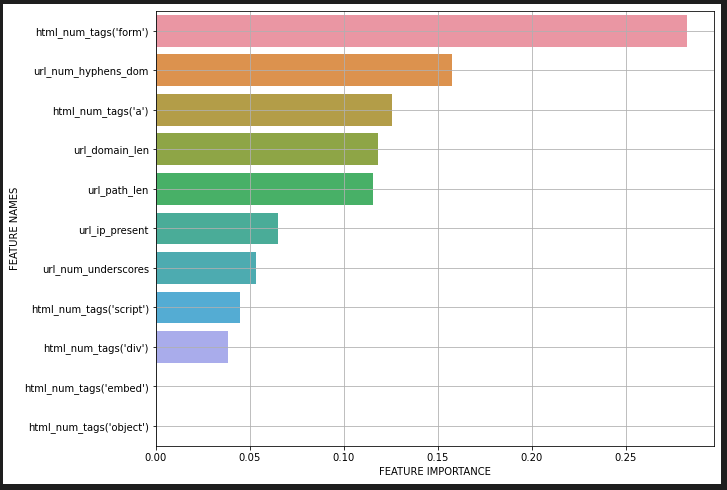 html_num_tags('form')
url_num_hyphens_dom
html_num_tags('a')
url_domain_len
url_path_len
url_ip_present
url_num_underscores
html_num_tags('script')
html_num_tags('div')
html_num_tags('embed')
html_num_tags('object')
FEATURE NAMES
0.00 0.05 0.10 0.15 0.20 0.25
FEATURE IMPORTANCE